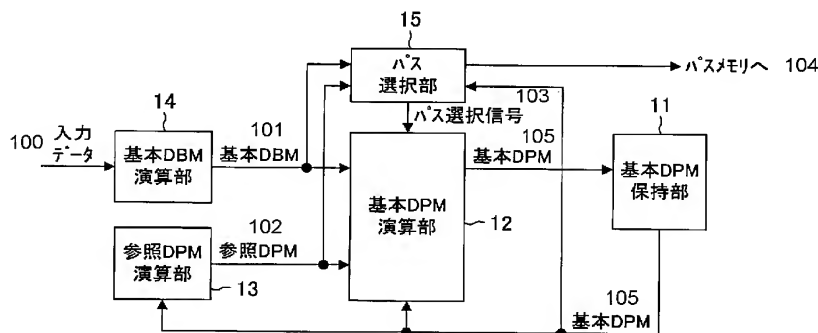 15
パス
選択部
パスメモリへ 104
103
パス選択信号
14
100 入力
データ
基本DBM
演算部
101
基本DBM
105
基本DPM
11
基本DPM
保持部
基本DPM
演算部
12
102
参照DPM
参照DPM
演算部
13
105
基本DPM